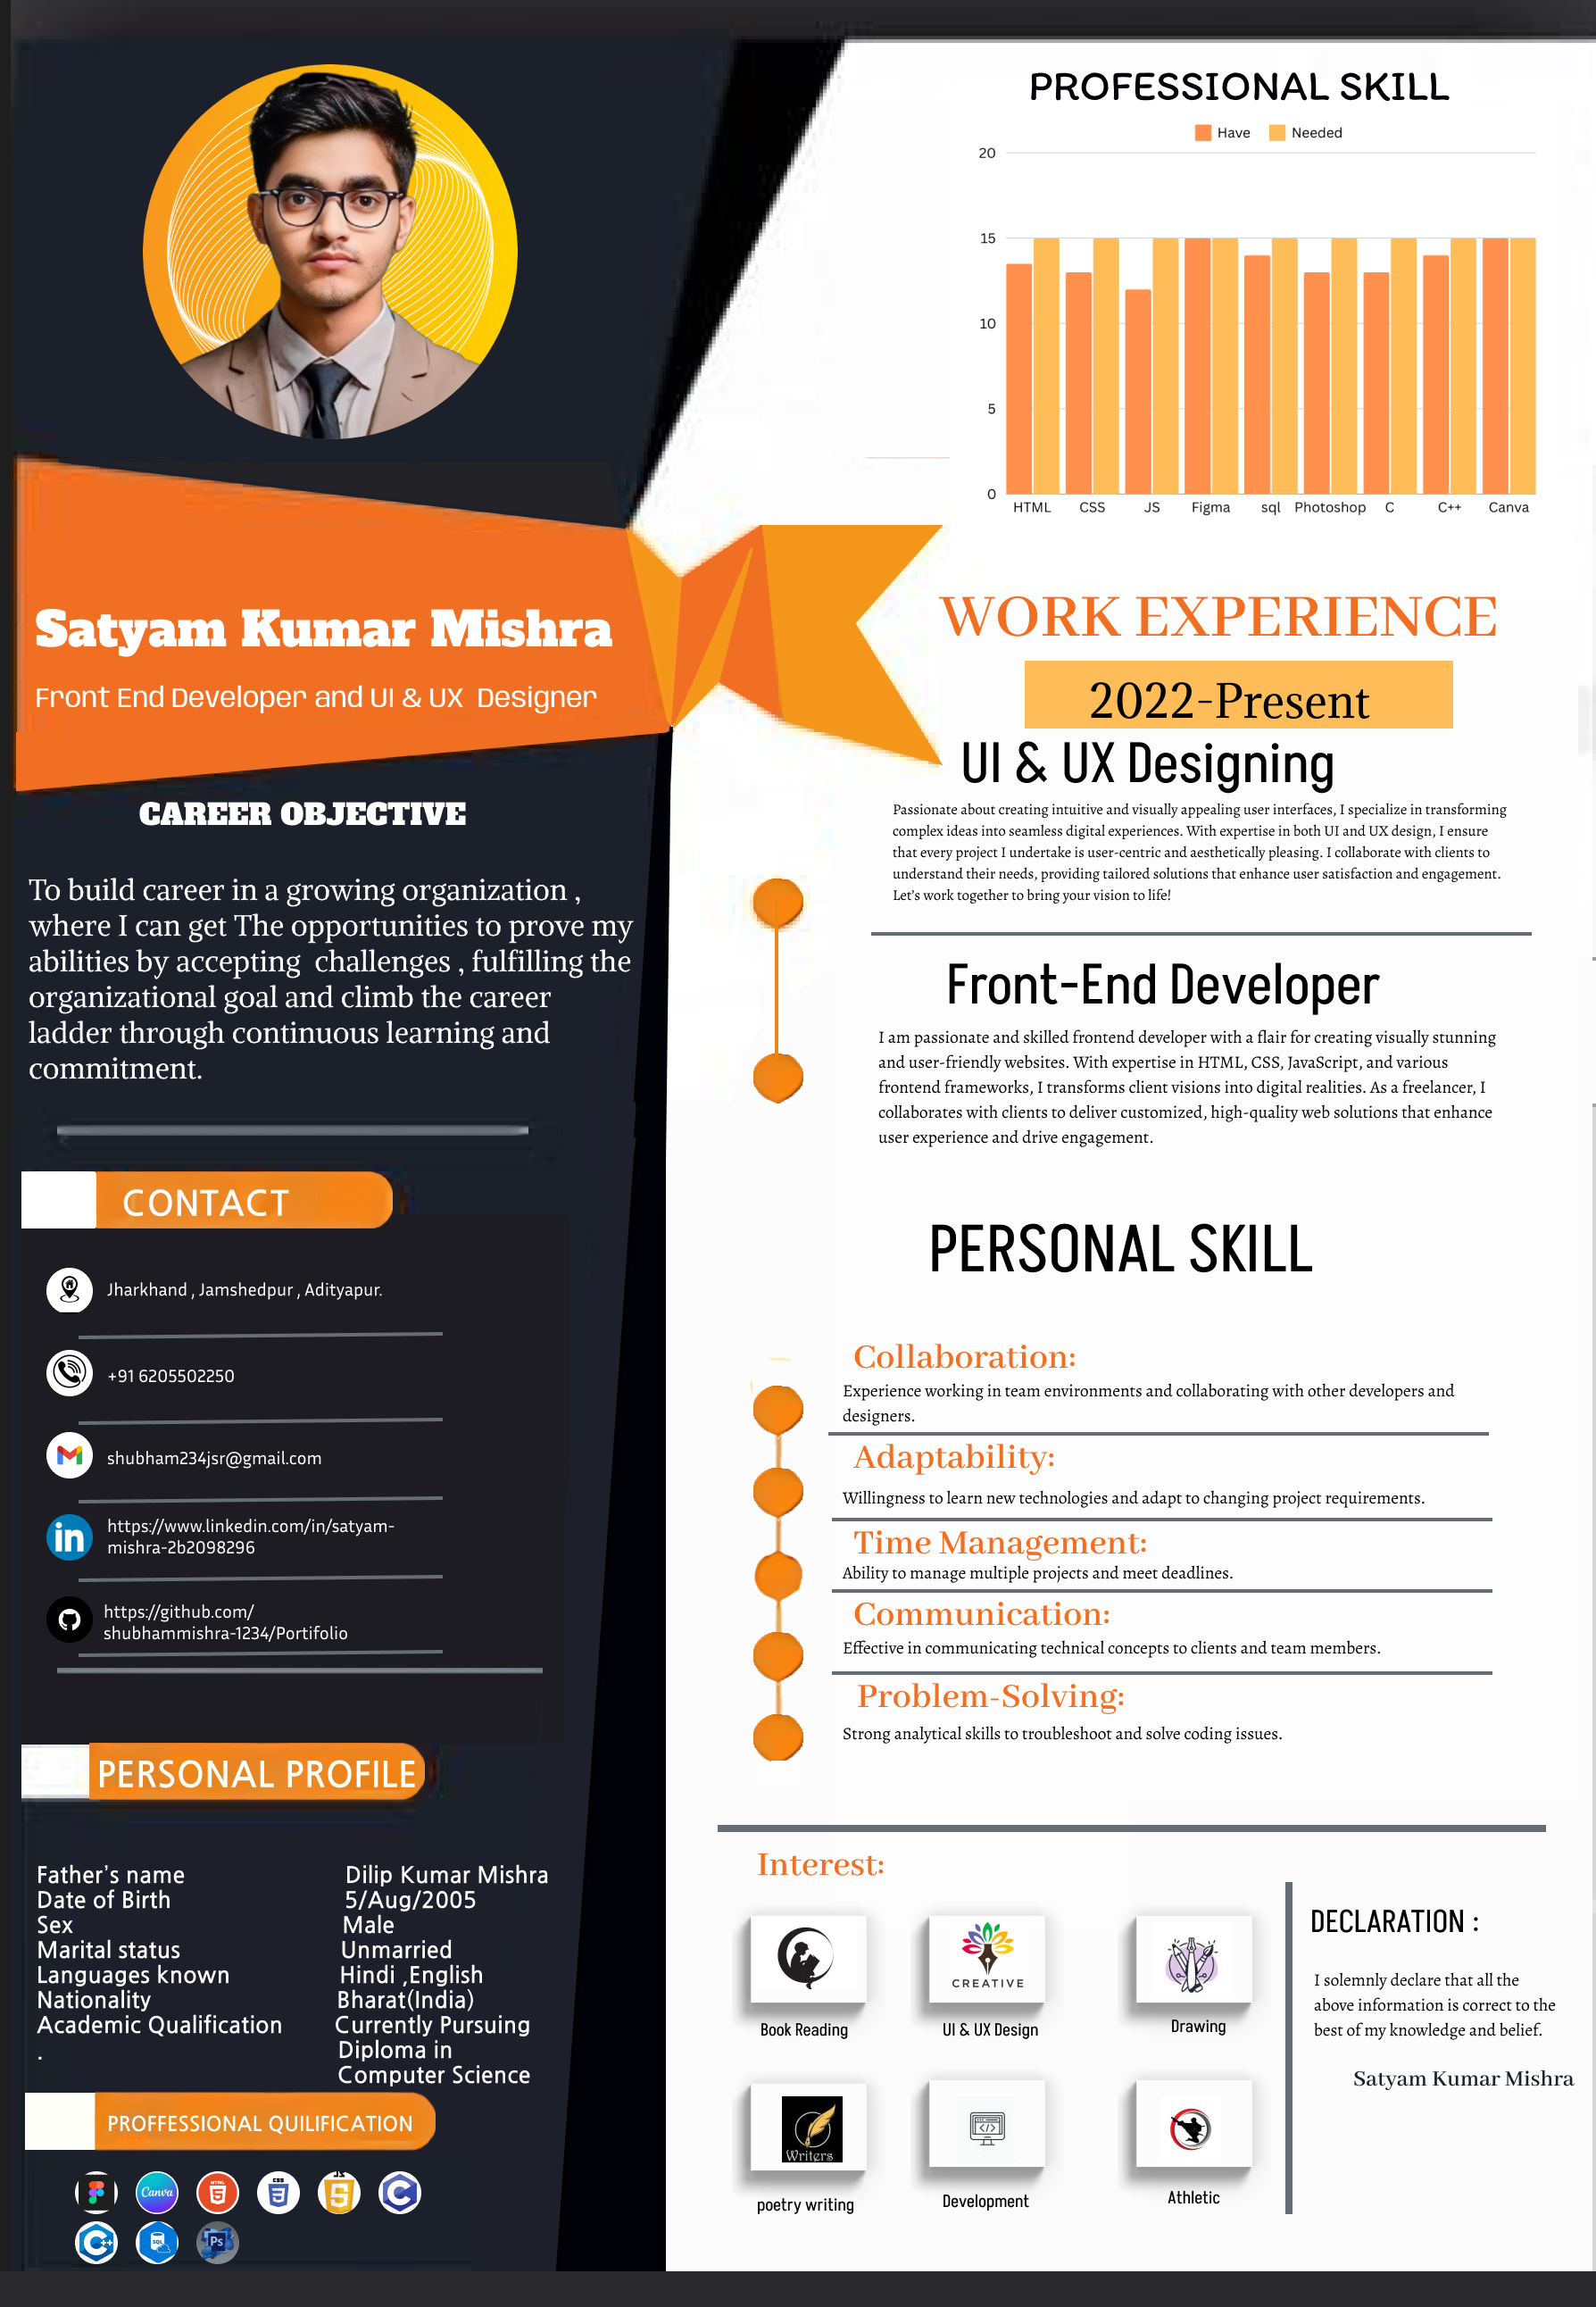 Satyam Kumar Mishra
Front End Developer and UI & UX Designer
CAREER OBJECTIVE
To build career in a growing organization ,
where I can get The opportunities to prove my
abilities by accepting challenges , fulfilling the
organizational goal and climb the career
ladder through continuous learning and
commitment.
CONTACT
Jharkhand , Jamshedpur , Adityapur.
+91 6205502250
shubham234jsr@gmail.com
in
https://www.linkedin.com/in/satyam-
mishra-2b2098296
https://github.com/
shubhammishra-1234/Portifolio
PERSONAL PROFILE
Father's name Dilip Kumar Mishra
Date of Birth 5/Aug/2005
Sex Male
Marital status Unmarried
Languages known Hindi ,English
Nationality Bharat(India)
Academic Qualification Currently Pursuing
. Diploma in
Computer Science
PROFFESSIONAL QUILIFICATION
Canva HTML 5 CSS 3 JS C
C++ SQL Ps
PROFESSIONAL SKILL
Have Needed
20
15
10
5
0
HTML CSS JS Figma sql Photoshop C C++ Canva
WORK EXPERIENCE
2022-Present
UI & UX Designing
Passionate about creating intuitive and visually appealing user interfaces, I specialize in transforming
complex ideas into seamless digital experiences. With expertise in both UI and UX design, I ensure
that every project I undertake is user-centric and aesthetically pleasing. I collaborate with clients to
understand their needs, providing tailored solutions that enhance user satisfaction and engagement.
Let's work together to bring your vision to life!
Front-End Developer
I am passionate and skilled frontend developer with a flair for creating visually stunning
and user-friendly websites. With expertise in HTML, CSS, JavaScript, and various
frontend frameworks, I transforms client visions into digital realities. As a freelancer, I
collaborates with clients to deliver customized, high-quality web solutions that enhance
user experience and drive engagement.
PERSONAL SKILL
Collaboration:
Experience working in team environments and collaborating with other developers and
designers.
Adaptability:
Willingness to learn new technologies and adapt to changing project requirements.
Time Management:
Ability to manage multiple projects and meet deadlines.
Communication:
Effective in communicating technical concepts to clients and team members.
Problem-Solving:
Strong analytical skills to troubleshoot and solve coding issues.
Interest:
CREATIVE
Book Reading UI & UX Design Drawing
Writers
poetry writing Development Athletic
DECLARATION :
I solemnly declare that all the
above information is correct to the
best of my knowledge and belief.
Satyam Kumar Mishra